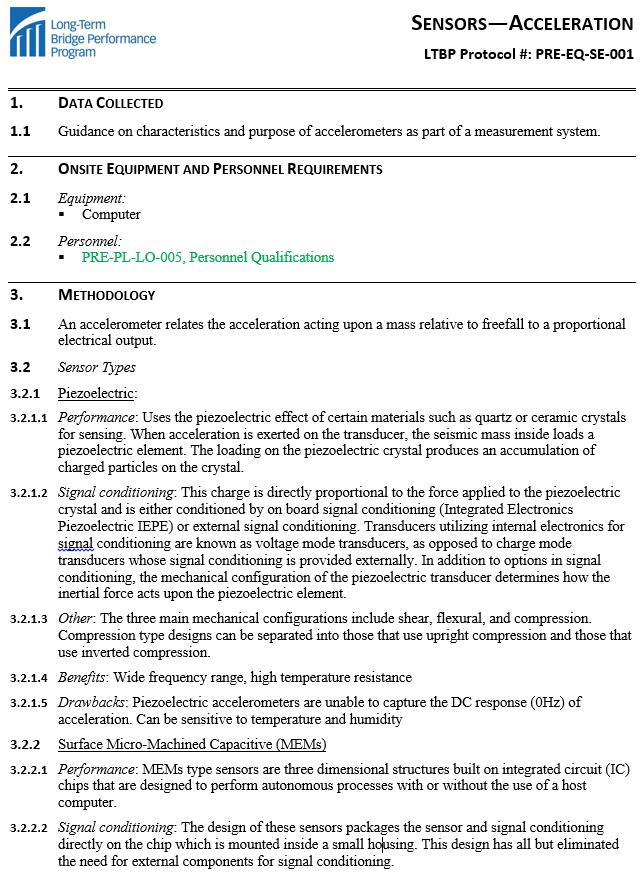 Long-Term
Bridge Performance
Program
SENSORS—ACCELERATION
LTBP Protocol #: PRE-EQ-SE-001
1. DATA COLLECTED
1.1 Guidance on characteristics and purpose of accelerometers as part of a measurement system.
2. ONSITE EQUIPMENT AND PERSONNEL REQUIREMENTS
2.1 Equipment:
▪ Computer
2.2 Personnel:
▪ PRE-PL-LO-005, Personnel Qualifications
3. METHODOLOGY
3.1 An accelerometer relates the acceleration acting upon a mass relative to freefall to a proportional
electrical output.
3.2 Sensor Types
3.2.1 Piezoelectric:
3.2.1.1 Performance: Uses the piezoelectric effect of certain materials such as quartz or ceramic crystals
for sensing. When acceleration is exerted on the transducer, the seismic mass inside loads a
piezoelectric element. The loading on the piezoelectric crystal produces an accumulation of
charged particles on the crystal.
3.2.1.2 Signal conditioning: This charge is directly proportional to the force applied to the piezoelectric
crystal and is either conditioned by on board signal conditioning (Integrated Electronics
Piezoelectric IEPE) or external signal conditioning. Transducers utilizing internal electronics for
signal conditioning are known as voltage mode transducers, as opposed to charge mode
transducers whose signal conditioning is provided externally. In addition to options in signal
conditioning, the mechanical configuration of the piezoelectric transducer determines how the
inertial force acts upon the piezoelectric element.
3.2.1.3 Other: The three main mechanical configurations include shear, flexural, and compression.
Compression type designs can be separated into those that use upright compression and those that
use inverted compression.
3.2.1.4 Benefits: Wide frequency range, high temperature resistance
3.2.1.5 Drawbacks: Piezoelectric accelerometers are unable to capture the DC response (0Hz) of
acceleration. Can be sensitive to temperature and humidity
3.2.2 Surface Micro-Machined Capacitive (MEMs)
3.2.2.1 Performance: MEMs type sensors are three dimensional structures built on integrated circuit (IC)
chips that are designed to perform autonomous processes with or without the use of a host
computer.
3.2.2.2 Signal conditioning: The design of these sensors packages the sensor and signal conditioning
directly on the chip which is mounted inside a small housing. This design has all but eliminated
the need for external components for signal conditioning.